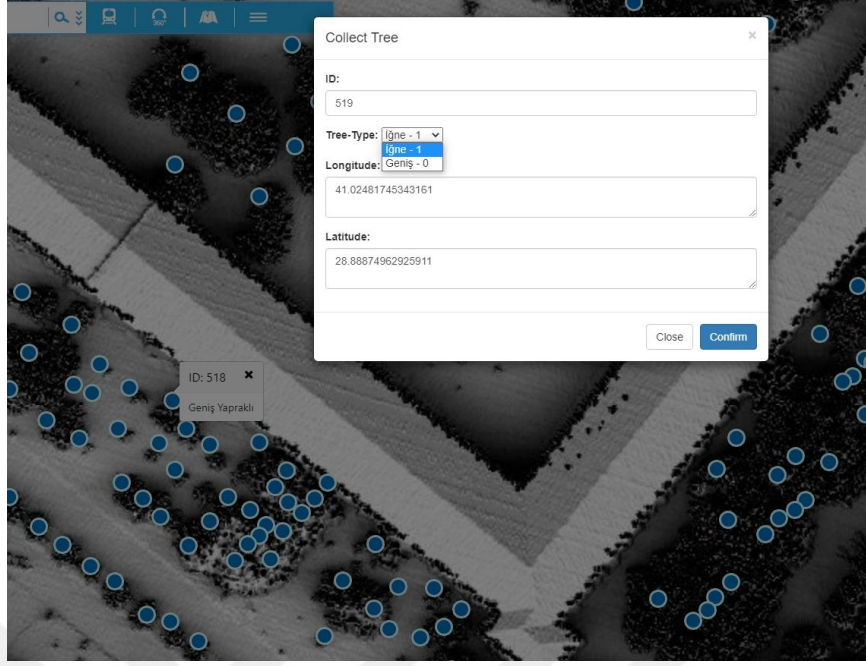 360°
Collect Tree
×
ID:
519
Tree-Type: İğne - 1
İğne - 1
Geniş - 0
Longitude:
41.02481745343161
Latitude:
28.88874962925911
Close
Confirm
ID: 518
Geniş Yapraklı